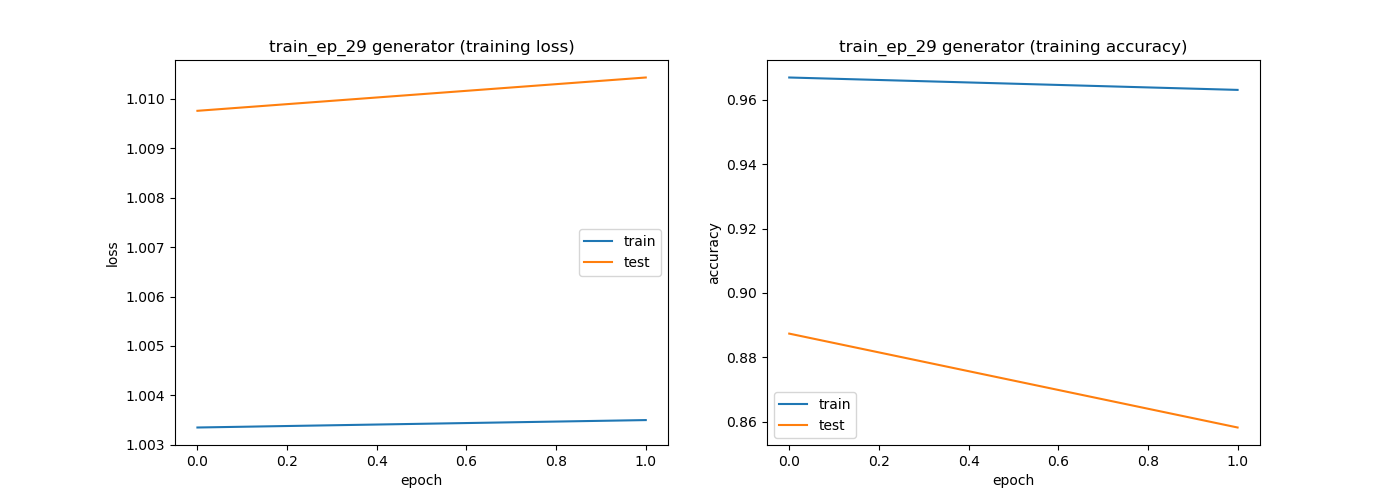 train_ep_29 generator (training loss)
1.010
1.009
1.008
1.007
1.006
1.005
1.004
1.003
loss
train
test
0.0 0.2 0.4 0.6 0.8 1.0
epoch
train_ep_29 generator (training accuracy)
0.96
0.94
0.92
0.90
0.88
0.86
accuracy
train
test
0.0 0.2 0.4 0.6 0.8 1.0
epoch